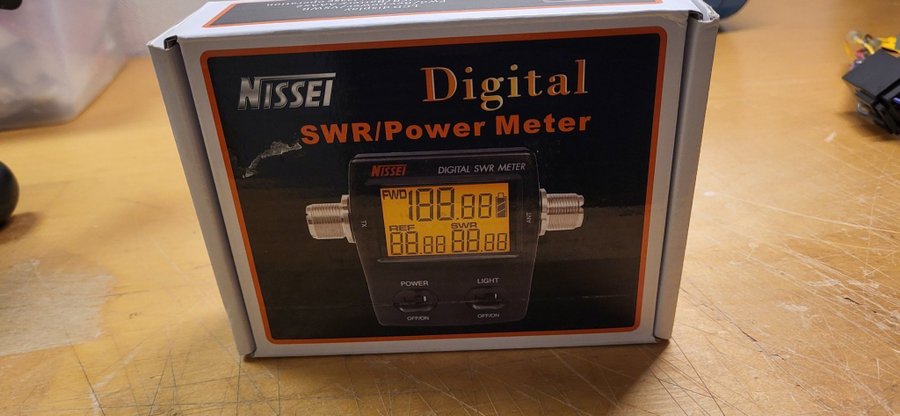 NISSEI
Digital
SWR/Power Meter
NISSEI DIGITAL SWR METER
FWD 188.88
REF SWR
88.88 88.88
TX
ANT
POWER LIGHT
OFF/ON OFF/ON